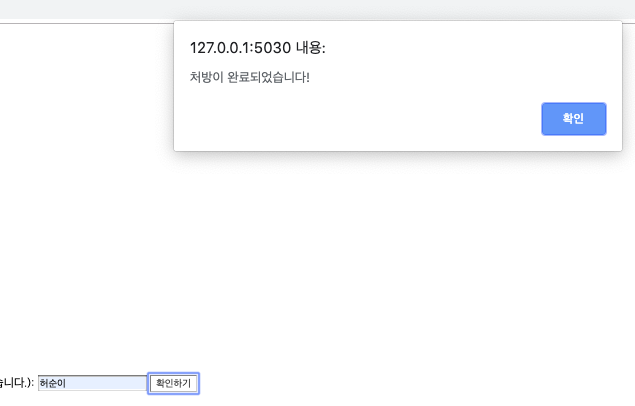 127.0.0.1:5030 내용:
처방이 완료되었습니다!
확인
습니다.): 허순이 확인하기